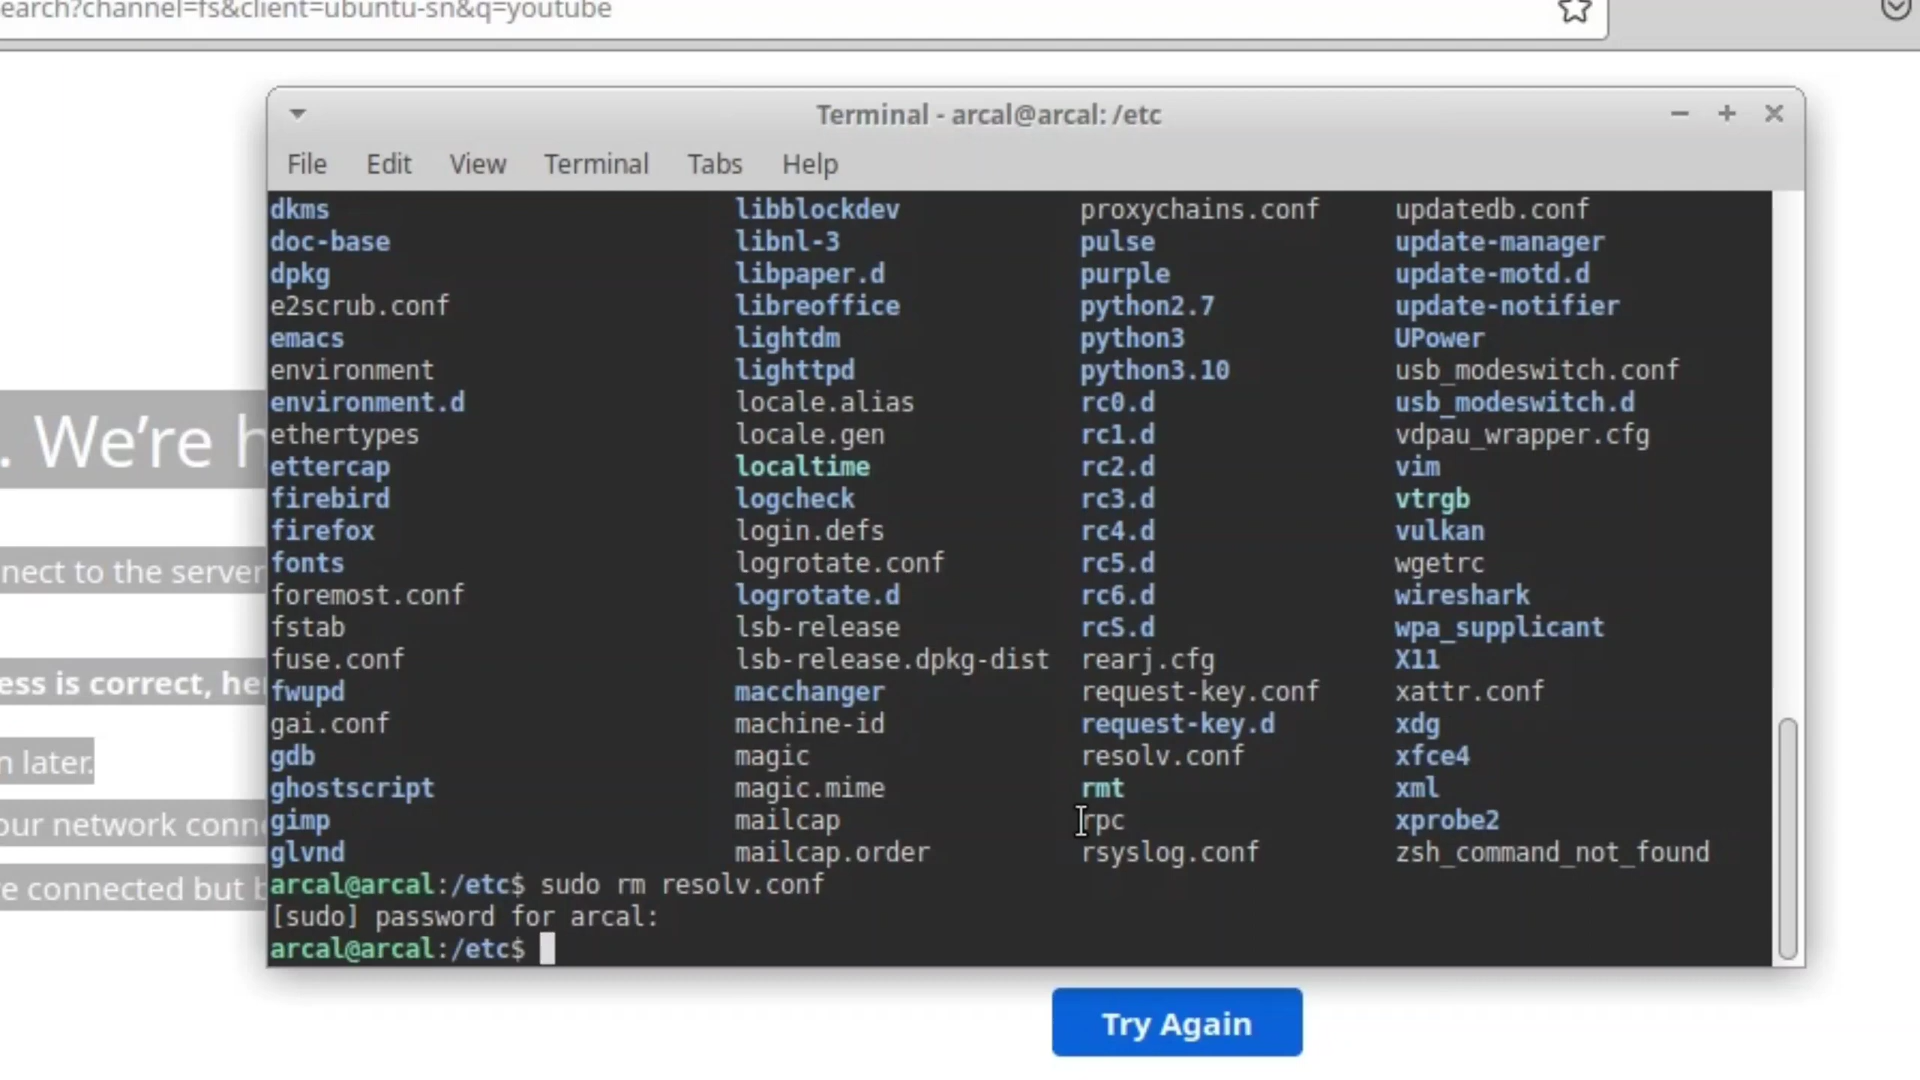 earch?channel=fs&client=ubuntu-sn&q=youtube
Terminal - arcal@arcal: /etc
File Edit View Terminal Tabs Help
dkms libblockdev proxychains.conf updatedb.conf
doc-base libnl-3 pulse update-manager
dpkg libpaper.d purple update-motd.d
e2scrub.conf libreoffice python2.7 update-notifier
emacs lightdm python3 UPower
environment lighttpd python3.10 usb_modeswitch.conf
environment.d locale.alias rc0.d usb_modeswitch.d
ethertypes locale.gen rc1.d vdpau_wrapper.cfg
ettercap localtime rc2.d vim
firebird logcheck rc3.d vtrgb
firefox login.defs rc4.d vulkan
fonts logrotate.conf rc5.d wgetrc
foremost.conf logrotate.d rc6.d wireshark
fstab lsb-release rcS.d wpa_supplicant
fuse.conf lsb-release.dpkg-dist rearj.cfg X11
fwupd macchanger request-key.conf xattr.conf
gai.conf machine-id request-key.d xdg
gdb magic resolv.conf xfce4
ghostscript magic.mime rmt xml
gimp mailcap rpc xprobe2
glvnd mailcap.order rsyslog.conf zsh_command_not_found
arcal@arcal:/etc$ sudo rm resolv.conf
[sudo] password for arcal:
arcal@arcal:/etc$
. We're h
nect to the server
ess is correct, he
n later.
our network conn
e connected but b
Try Again